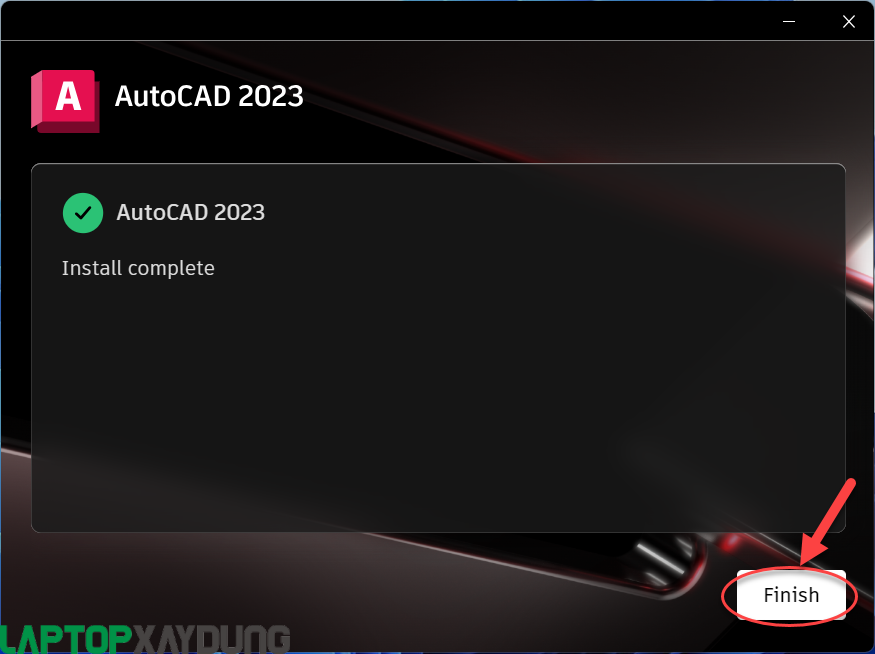 A AutoCAD 2023
AutoCAD 2023
Install complete
Finish
LAPTOPXAYDUNG